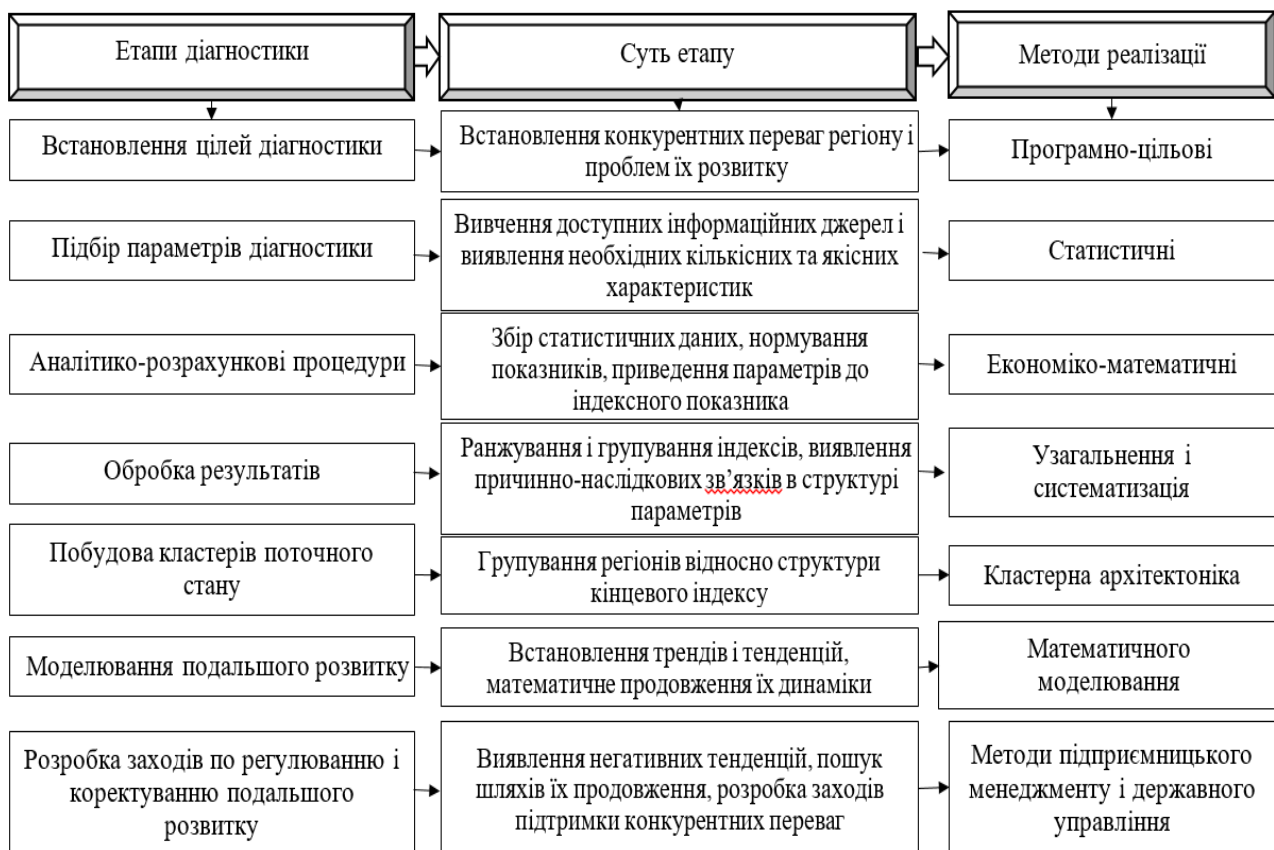 Етапи діагностики
Суть етапу
Методи реалізації
Встановлення цілей діагностики
Встановлення конкурентних переваг регіону і
проблем їх розвитку
Програмно-цільові
Підбір параметрів діагностики
Вивчення доступних інформаційних джерел і
виявлення необхідних кількісних та якісних
характеристик
Статистичні
Аналітико-розрахункові процедури
Збір статистичних даних, нормування
показників, приведення параметрів до
індексного показника
Економіко-математичні
Обробка результатів
Ранжування і групування індексів, виявлення
причинно-наслідкових зв’язків в структурі
параметрів
Узагальнення і
систематизація
Побудова кластерів поточного
стану
Групування регіонів відносно структури
кінцевого індексу
Кластерна архітектоніка
Моделювання подальшого розвитку
Встановлення трендів і тенденцій,
математичне продовження їх динаміки
Математичного
моделювання
Розробка заходів по регулюванню і
коректуванню подальшого
розвитку
Виявлення негативних тенденцій, пошук
шляхів їх продовження, розробка заходів
підтримки конкурентних переваг
Методи підприємницького
менеджменту і державного
управління